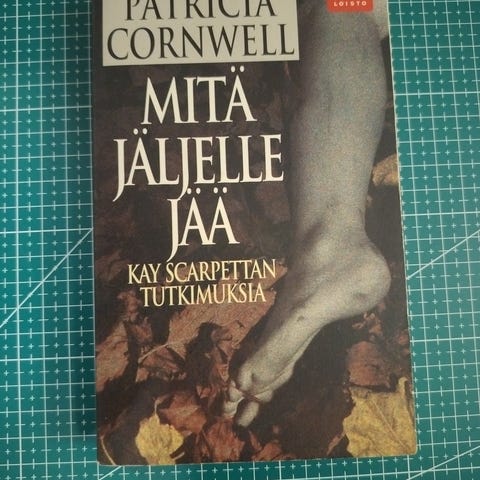 LOISTO
PATRICIA
CORNWELL
MITÄ
JÄLJELLE
JÄÄ
KAY SCARPETTAN
TUTKIMUKSIA